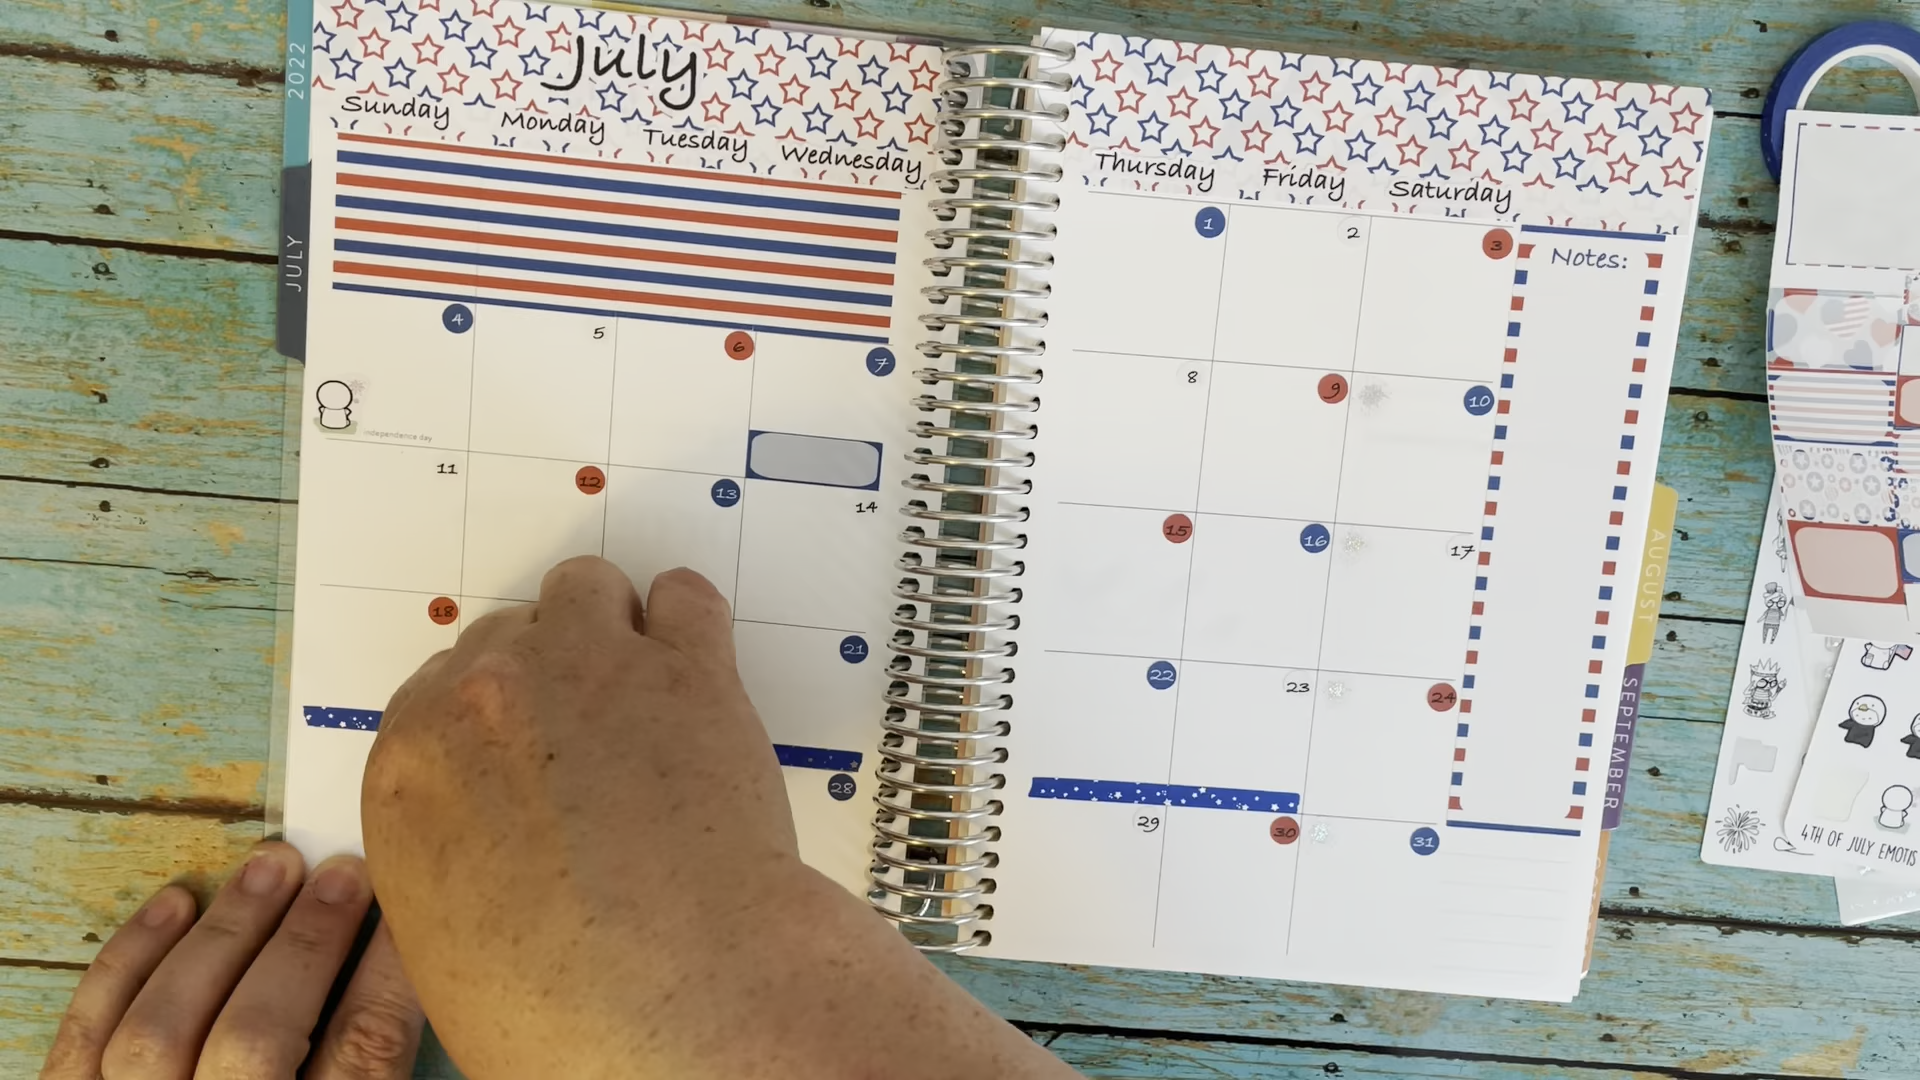 2022
July
Sunday Monday Tuesday Wednesday
Thursday Friday Saturday
1 2 3
Notes:
JULY
4 5 6 7
8 9 10
independence day
11 12 13 14
15 16 17
18 21
22 23 24
28
29 30 31
AUGUST
SEPTEMBER
4TH OF JULY EMOTIS